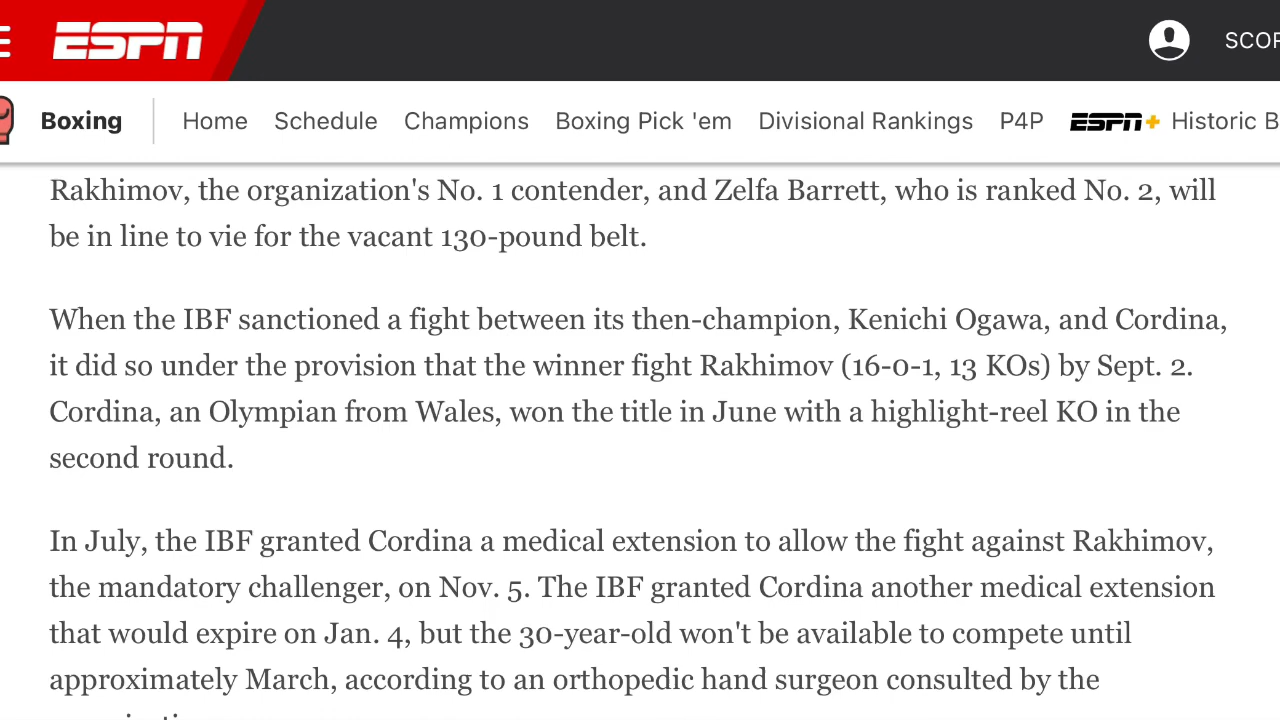 ESPN
SCOR
Boxing
Home
Schedule
Champions
Boxing Pick 'em
Divisional Rankings
P4P
ESPN+ Historic B
Rakhimov, the organization's No. 1 contender, and Zelfa Barrett, who is ranked No. 2, will
be in line to vie for the vacant 130-pound belt.
When the IBF sanctioned a fight between its then-champion, Kenichi Ogawa, and Cordina,
it did so under the provision that the winner fight Rakhimov (16-0-1, 13 KOs) by Sept. 2.
Cordina, an Olympian from Wales, won the title in June with a highlight-reel KO in the
second round.
In July, the IBF granted Cordina a medical extension to allow the fight against Rakhimov,
the mandatory challenger, on Nov. 5. The IBF granted Cordina another medical extension
that would expire on Jan. 4, but the 30-year-old won't be available to compete until
approximately March, according to an orthopedic hand surgeon consulted by the